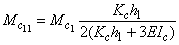 M_{c_{11}} = M_{c_1} \frac{K_c h_1}{2(K_c h_1 + 3EI_c)}